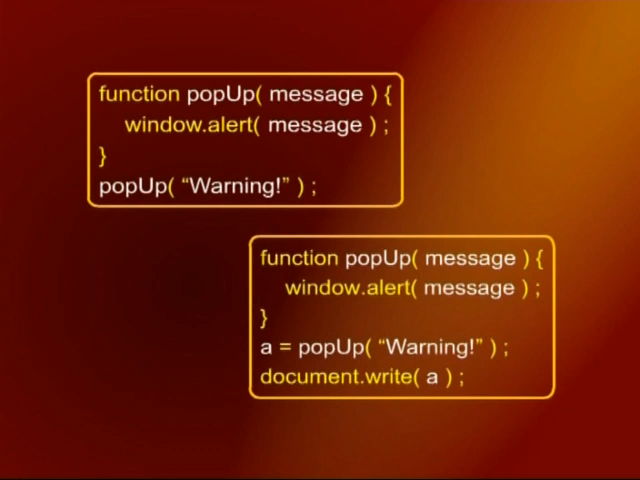 function popUp( message ) {
window.alert( message ) ;
}
popUp( “Warning!” ) ;
function popUp( message ) {
window.alert( message ) ;
}
a = popUp( “Warning!” ) ;
document.write( a ) ;